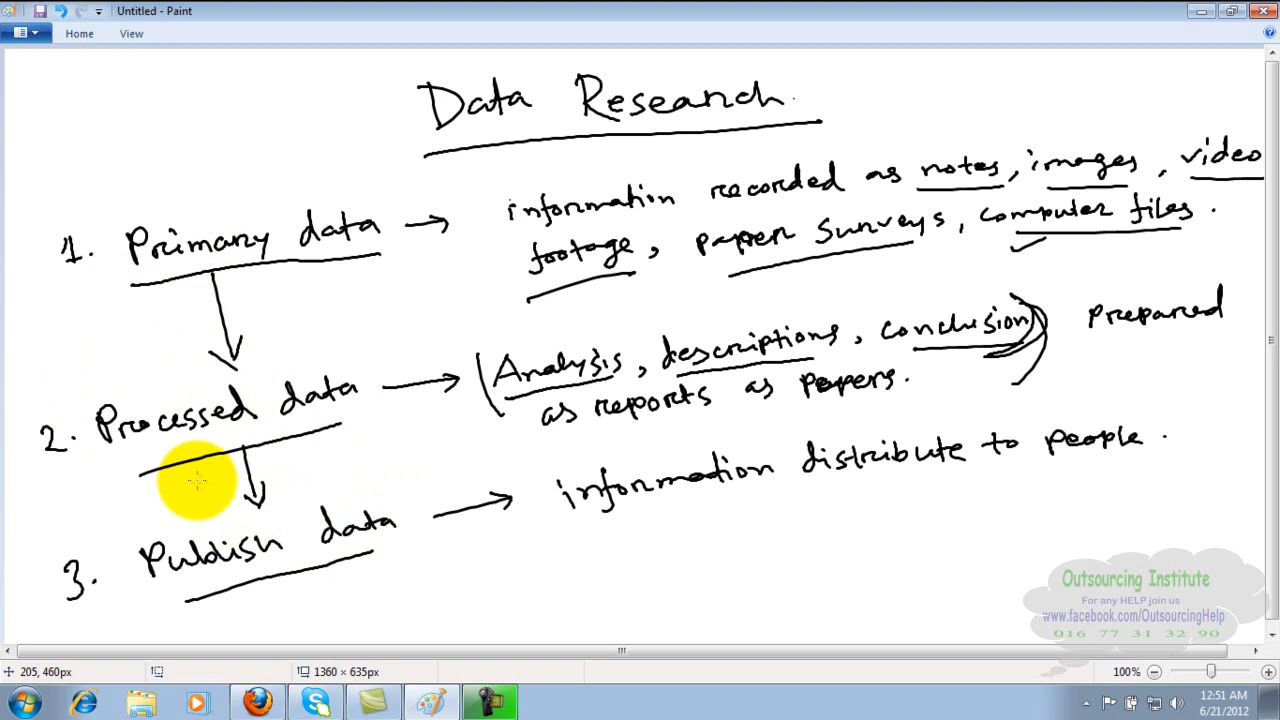 Untitled - Paint
Home View
Data Research
1. Primary data → information recorded as notes, images, video
footage, paper surveys, computer files.
2. Processed data → (Analysis, descriptions, conclusion) prepared
as reports as papers.
3. Publish data → information distribute to people.
Outsourcing Institute
For any HELP join us
www.facebook.com/OutsourcingHelp
016 77 31 32 90
205, 460px 1360 × 635px 100%
12:51 AM
6/21/2012